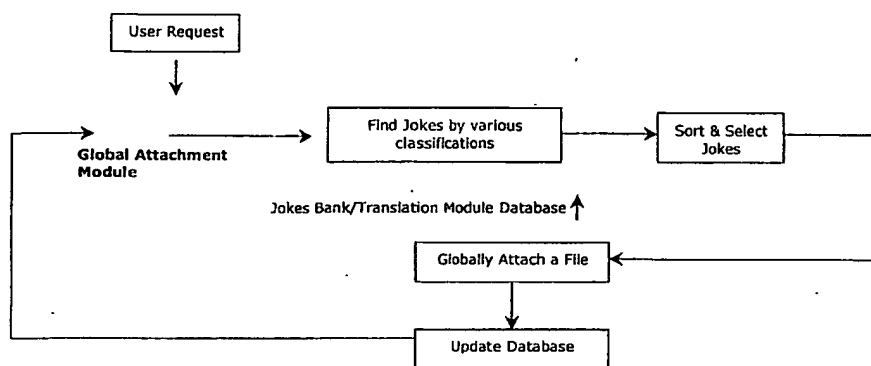 User Request
Find Jokes by various
classifications
Sort & Select
Jokes
Global Attachment
Module
Jokes Bank/Translation Module Database
Globally Attach a File
Update Database